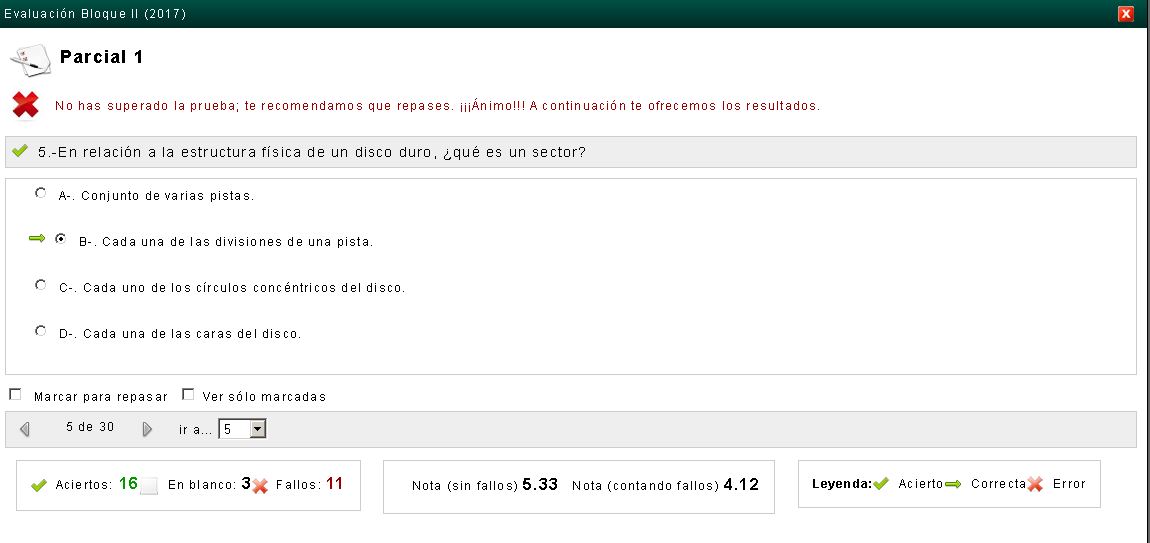 Evaluación Bloque II (2017)
Parcial 1
No has superado la prueba; te recomendamos que repases. ¡¡¡Ánimo!!! A continuación te ofrecemos los resultados.
5.-En relación a la estructura física de un disco duro, ¿qué es un sector?
A-. Conjunto de varias pistas.
B-. Cada una de las divisiones de una pista.
C-. Cada uno de los círculos concéntricos del disco.
D-. Cada una de las caras del disco.
Marcar para repasar Ver sólo marcadas
5 de 30 ir a... 5
Aciertos: 16 En blanco: 3 Fallos: 11 Nota (sin fallos) 5.33 Nota (contando fallos) 4.12 Leyenda: Acierto Correcta Error